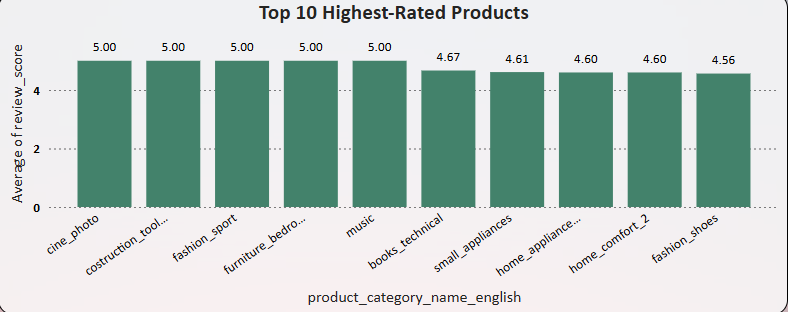 Top 10 Highest-Rated Products
Average of review_score
5.00 5.00 5.00 5.00 5.00 4.67 4.61 4.60 4.60 4.56
4
2
0
cine_photo
costruction_tool...
fashion_sport
furniture_bedro...
music
books_technical
small_appliances
home_appliance...
home_comfort_2
fashion_shoes
product_category_name_english